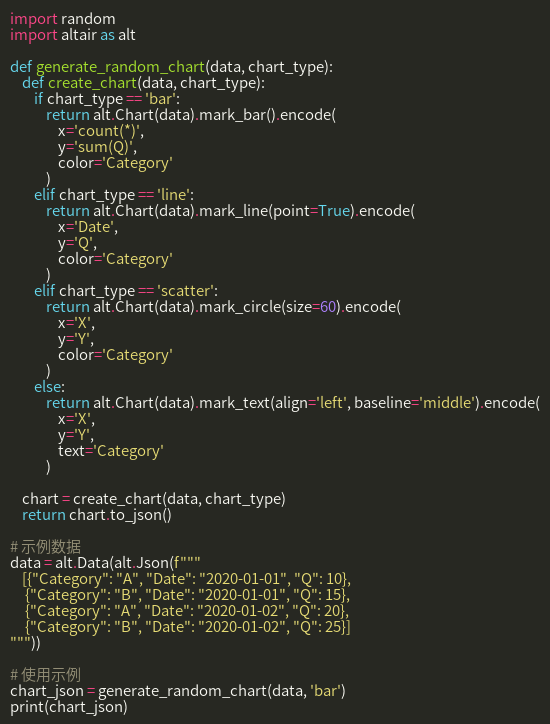 import random
import altair as alt

def generate_random_chart(data, chart_type):
    def create_chart(data, chart_type):
        if chart_type == 'bar':
            return alt.Chart(data).mark_bar().encode(
                x='count(*)',
                y='sum(Q)',
                color='Category'
            )
        elif chart_type == 'line':
            return alt.Chart(data).mark_line(point=True).encode(
                x='Date',
                y='Q',
                color='Category'
            )
        elif chart_type == 'scatter':
            return alt.Chart(data).mark_circle(size=60).encode(
                x='X',
                y='Y',
                color='Category'
            )
        else:
            return alt.Chart(data).mark_text(align='left', baseline='middle').encode(
                x='X',
                y='Y',
                text='Category'
            )

    chart = create_chart(data, chart_type)
    return chart.to_json()

# 示例数据
data = alt.Data(alt.Json(f"""
    [{"Category": "A", "Date": "2020-01-01", "Q": 10},
     {"Category": "B", "Date": "2020-01-01", "Q": 15},
     {"Category": "A", "Date": "2020-01-02", "Q": 20},
     {"Category": "B", "Date": "2020-01-02", "Q": 25}]
"""))

# 使用示例
chart_json = generate_random_chart(data, 'bar')
print(chart_json)